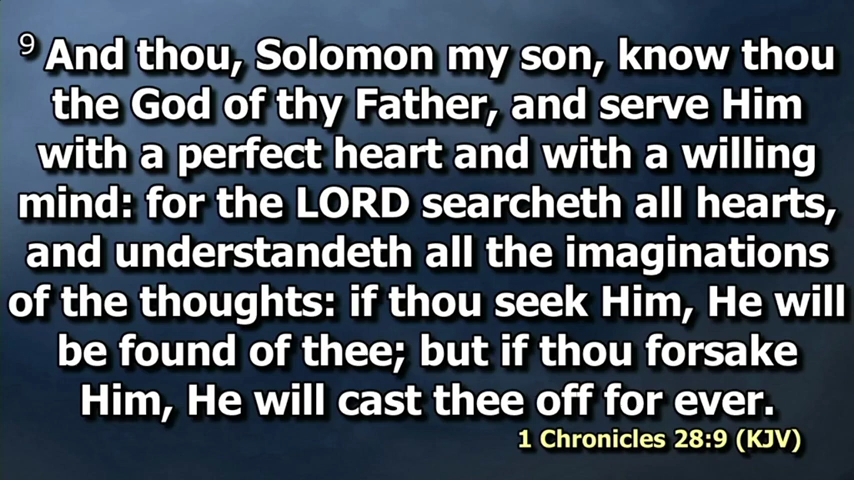 9 And thou, Solomon my son, know thou
the God of thy Father, and serve Him
with a perfect heart and with a willing
mind: for the LORD searcheth all hearts,
and understandeth all the imaginations
of the thoughts: if thou seek Him, He will
be found of thee; but if thou forsake
Him, He will cast thee off for ever.
1 Chronicles 28:9 (KJV)